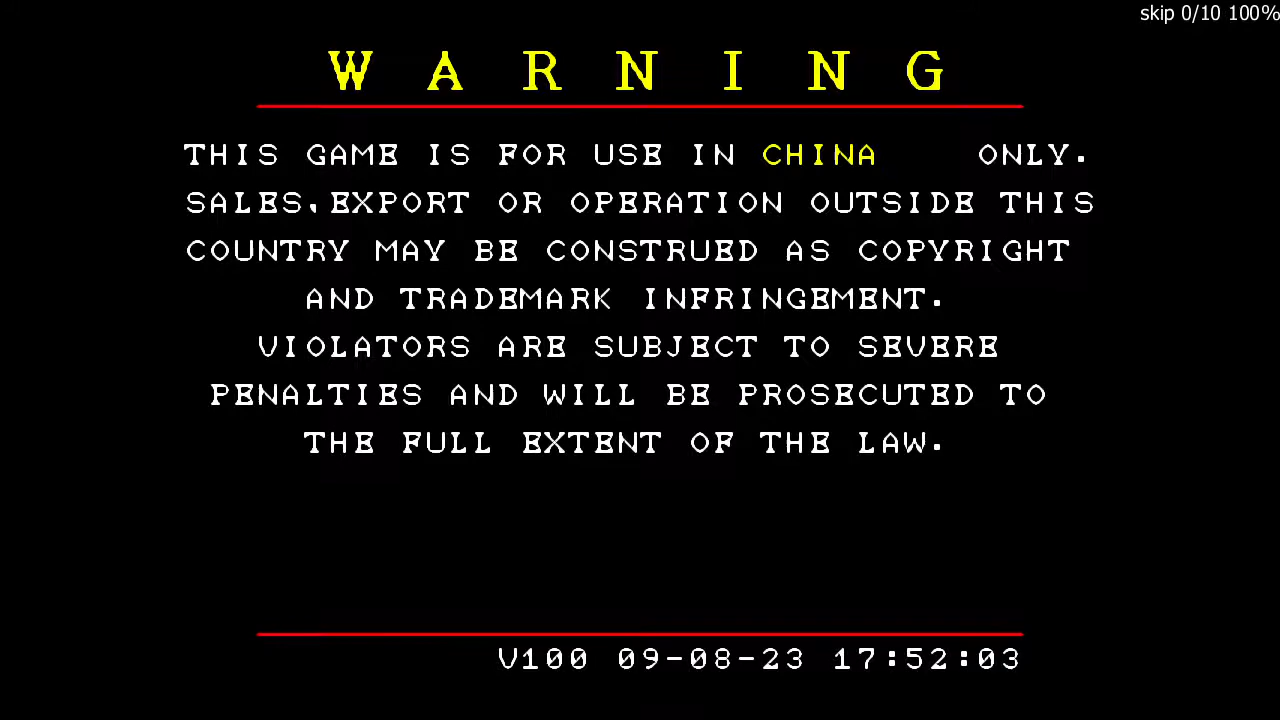 skip 0/10 100%
W A R N I N G
THIS GAME IS FOR USE IN CHINA ONLY.
SALES,EXPORT OR OPERATION OUTSIDE THIS
COUNTRY MAY BE CONSTRUED AS COPYRIGHT
AND TRADEMARK INFRINGEMENT.
VIOLATORS ARE SUBJECT TO SEVERE
PENALTIES AND WILL BE PROSECUTED TO
THE FULL EXTENT OF THE LAW.
V100 09-08-23 17:52:03